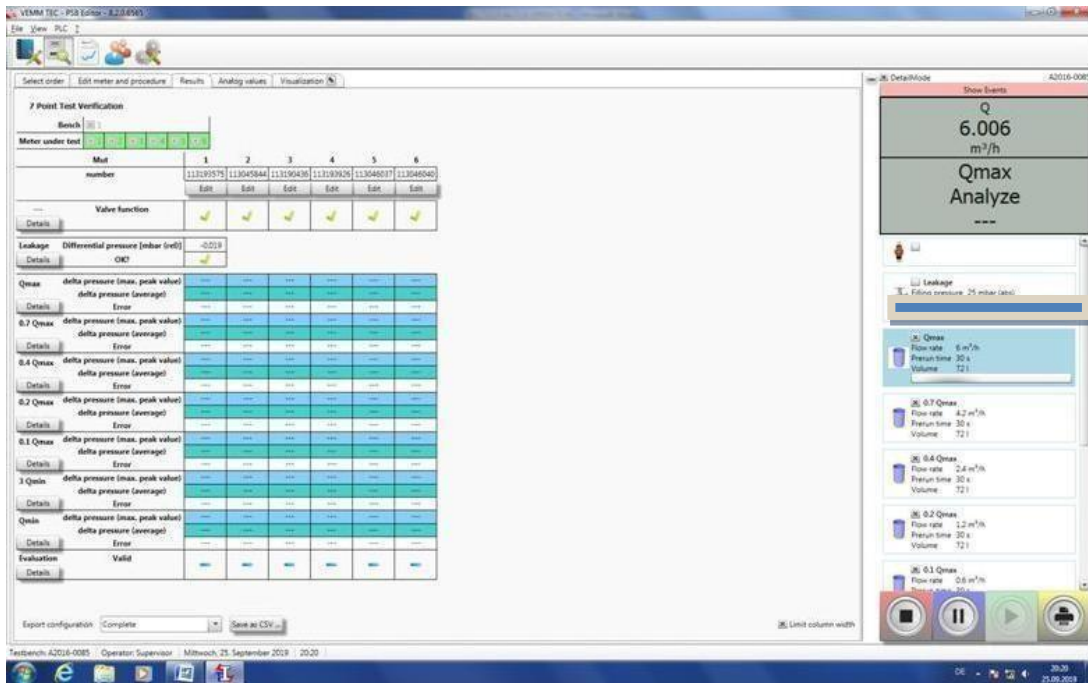 VEMM TEC - PSB Editor - 8.2.0.6565
File View PLC ?
Select order Edit meter and procedure Results Analog values Visualization
7 Point Test Verification
Bench 1
Meter under test
Mut 1 2 3 4 5 6
number 113193575 113045844 113190436 113193926 113046037 113046040
Edit Edit Edit Edit Edit Edit
--- Valve function
Details
Leakage Differential pressure [mbar (rel)] -0.019
Details OK?
Qmax delta pressure (max. peak value) --- --- --- --- --- ---
delta pressure (average) --- --- --- --- --- ---
Details Error --- --- --- --- --- ---
0.7 Qmax delta pressure (max. peak value) --- --- --- --- --- ---
delta pressure (average) --- --- --- --- --- ---
Details Error --- --- --- --- --- ---
0.4 Qmax delta pressure (max. peak value) --- --- --- --- --- ---
delta pressure (average) --- --- --- --- --- ---
Details Error --- --- --- --- --- ---
0.2 Qmax delta pressure (max. peak value) --- --- --- --- --- ---
delta pressure (average) --- --- --- --- --- ---
Details Error --- --- --- --- --- ---
0.1 Qmax delta pressure (max. peak value) --- --- --- --- --- ---
delta pressure (average) --- --- --- --- --- ---
Details Error --- --- --- --- --- ---
3 Qmin delta pressure (max. peak value) --- --- --- --- --- ---
delta pressure (average) --- --- --- --- --- ---
Details Error --- --- --- --- --- ---
Qmin delta pressure (max. peak value) --- --- --- --- --- ---
delta pressure (average) --- --- --- --- --- ---
Details Error --- --- --- --- --- ---
Evaluation Valid
Details
Export configuration Complete Save as CSV ...
Limit column width
DetailMode A2016-0085
Show Events
Q
6.006
m³/h
Qmax
Analyze
---
Leakage
Filling pressure 25 mbar (abs)
Qmax
Flow rate 6 m³/h
Prerun time 30 s
Volume 72 l
0.7 Qmax
Flow rate 4.2 m³/h
Prerun time 30 s
Volume 72 l
0.4 Qmax
Flow rate 2.4 m³/h
Prerun time 30 s
Volume 72 l
0.2 Qmax
Flow rate 1.2 m³/h
Prerun time 30 s
Volume 72 l
0.1 Qmax
Flow rate 0.6 m³/h
Testbench: A2016-0085 Operator: Supervisor Mittwoch, 25. September 2019 20:20
DE 20:20
25.09.2019